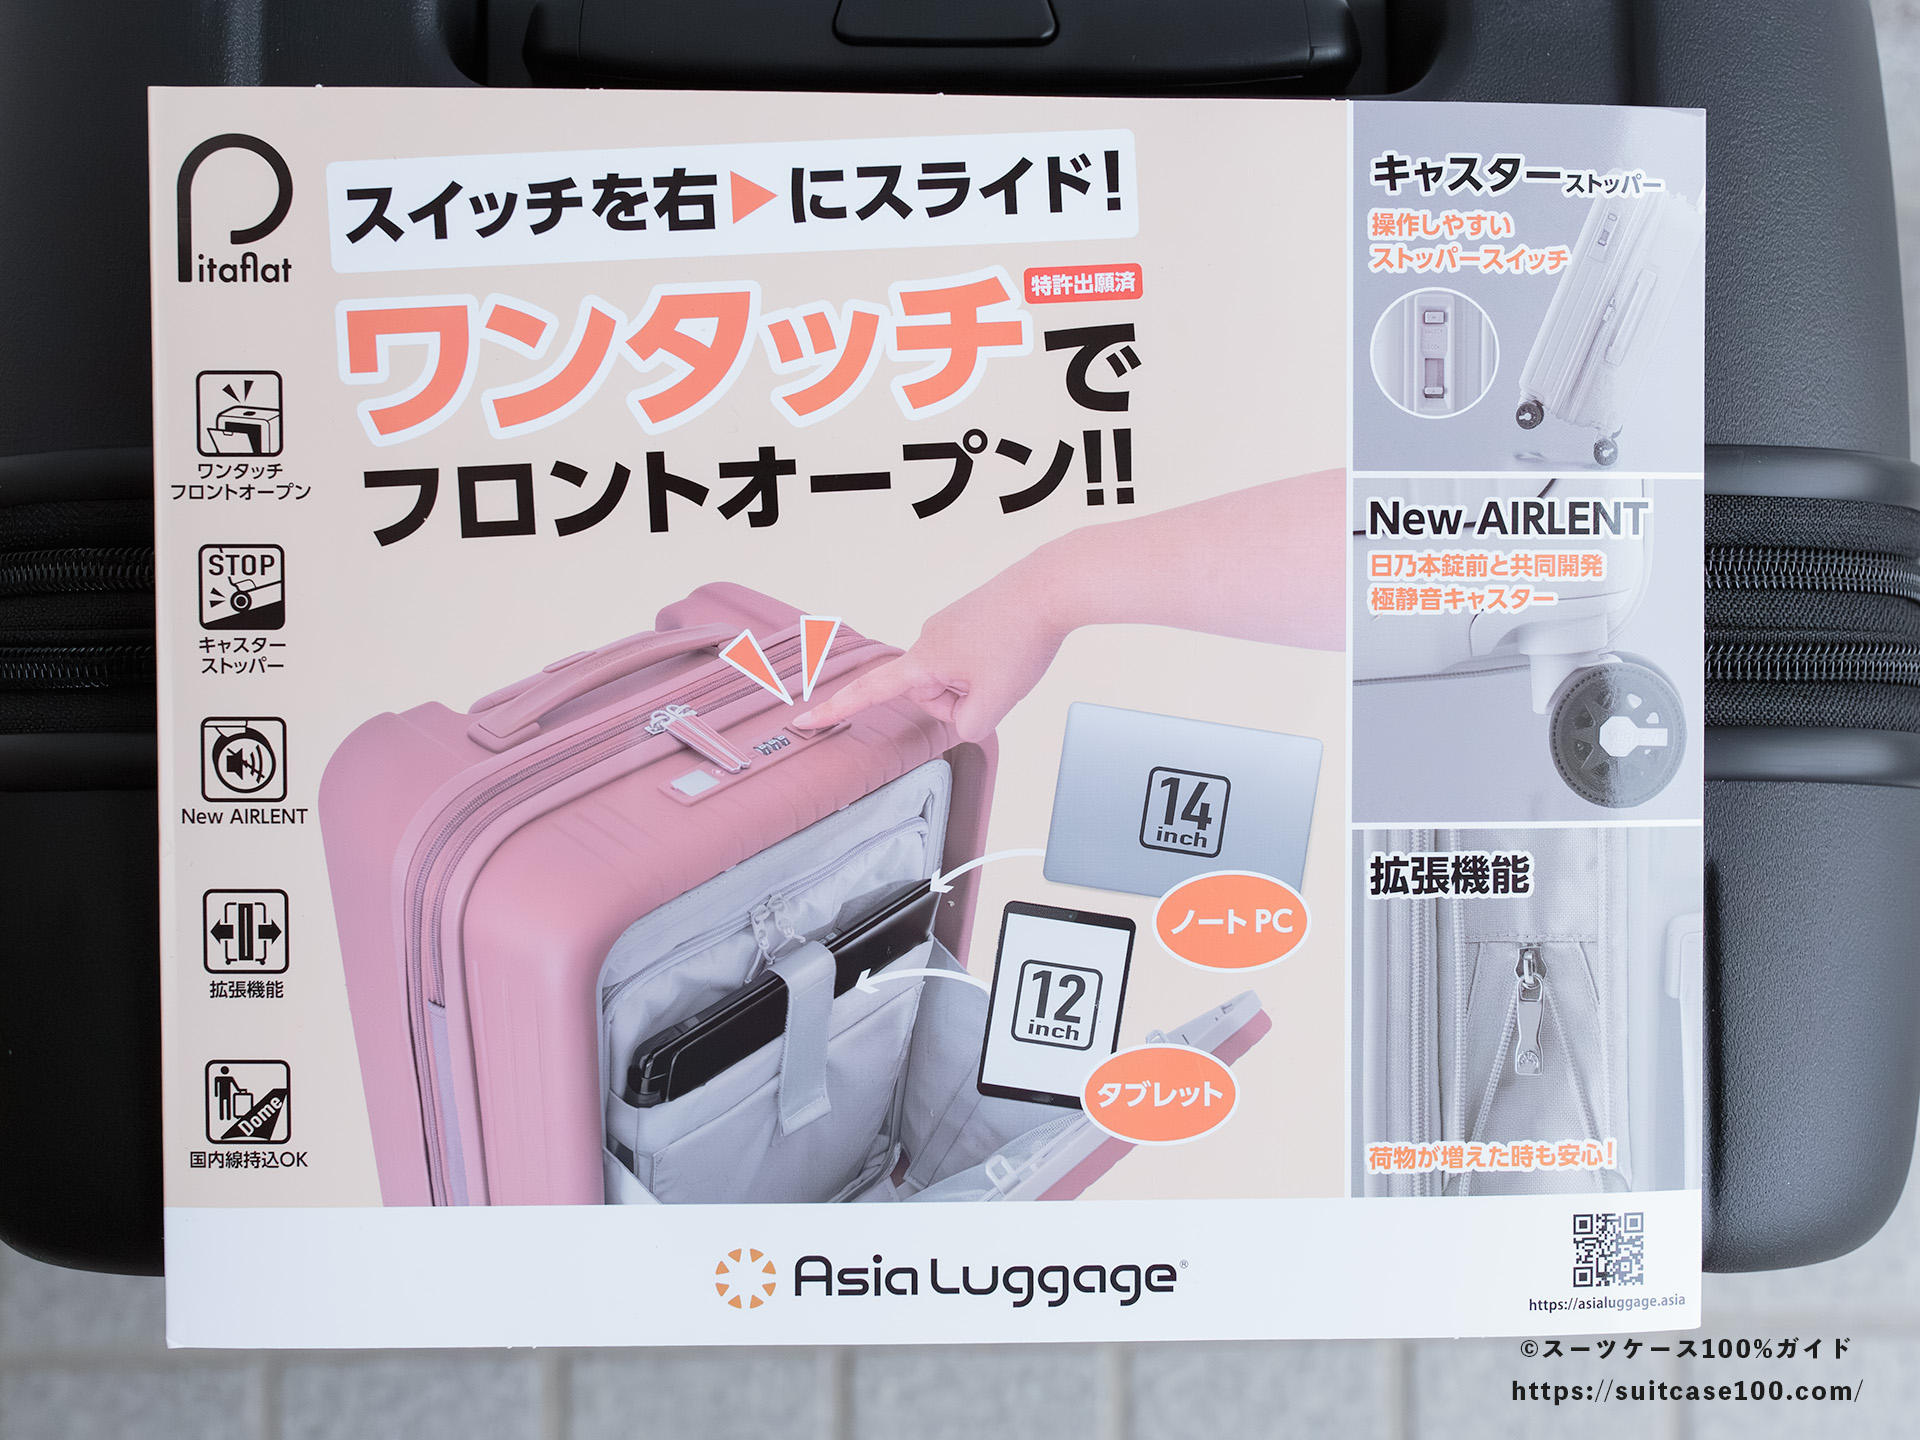 Pitaflat
スイッチを右▶にスライド!
特許出願済
ワンタッチで
フロントオープン!!
ワンタッチ
フロントオープン
STOP
キャスター
ストッパー
New AIRLENT
拡張機能
Dome
国内線持込OK
14
inch
ノートPC
12
inch
タブレット
キャスターストッパー
操作しやすい
ストッパースイッチ
New AIRLENT
日乃本錠前と共同開発
極静音キャスター
拡張機能
荷物が増えた時も安心!
Asia Luggage®
https://asialuggage.asia
©スーツケース100%ガイド
https://suitcase100.com/